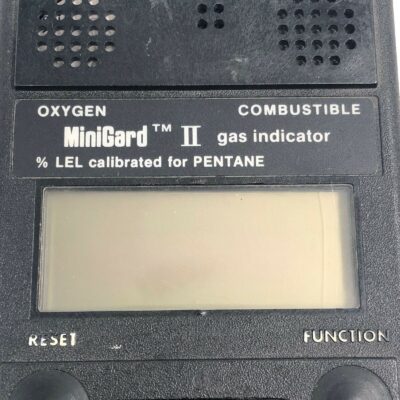 OXYGEN COMBUSTIBLE
MiniGard™ II gas indicator
% LEL calibrated for PENTANE
RESET FUNCTION